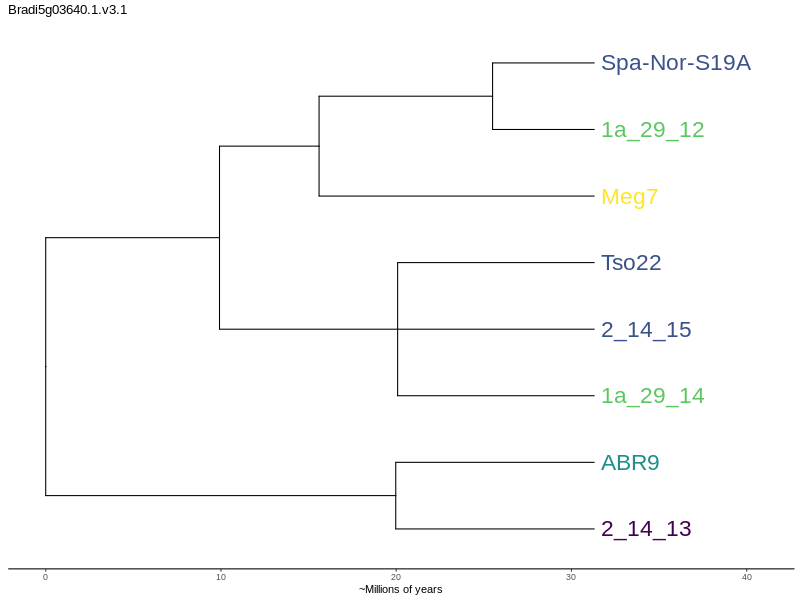 Bradi5g03640.1.v3.1
Spa-Nor-S19A
1a_29_12
Meg7
Tso22
2_14_15
1a_29_14
ABR9
2_14_13
0 10 20 30 40
~Millions of years